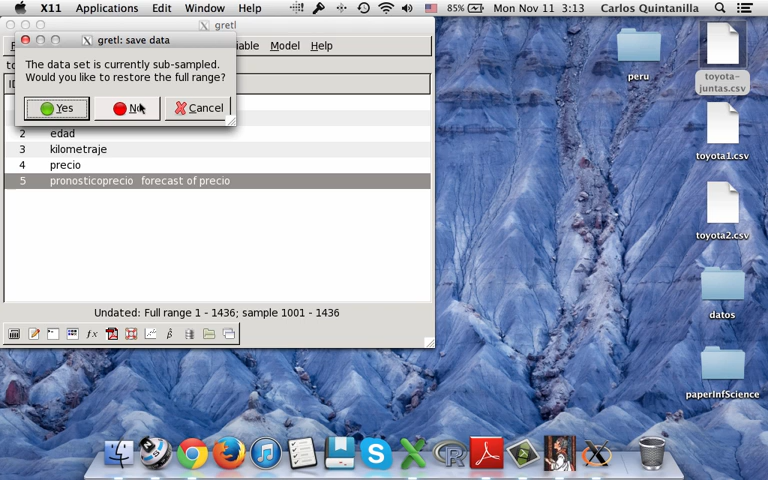 X11 Applications Edit Window Help 85% Mon Nov 11 3:13 Carlos Quintanilla
gretl
gretl: save data
Model Help
The data set is currently sub-sampled.
Would you like to restore the full range?
Yes No Cancel
2 edad
3 kilometraje
4 precio
5 pronosticoprecio forecast of precio
Undated: Full range 1 - 1436; sample 1001 - 1436
peru
toyota-
juntas.csv
toyota1.csv
toyota2.csv
datos
paperInfScience